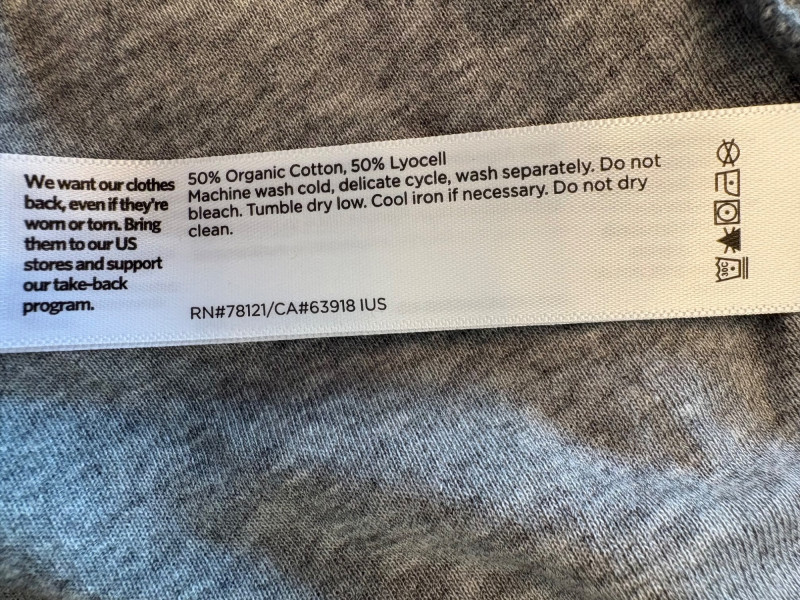 We want our clothes
back, even if they're
worn or torn. Bring
them to our US
stores and support
our take-back
program.
50% Organic Cotton, 50% Lyocell
Machine wash cold, delicate cycle, wash separately. Do not
bleach. Tumble dry low. Cool iron if necessary. Do not dry
clean.
RN#78121/CA#63918 IUS
30C